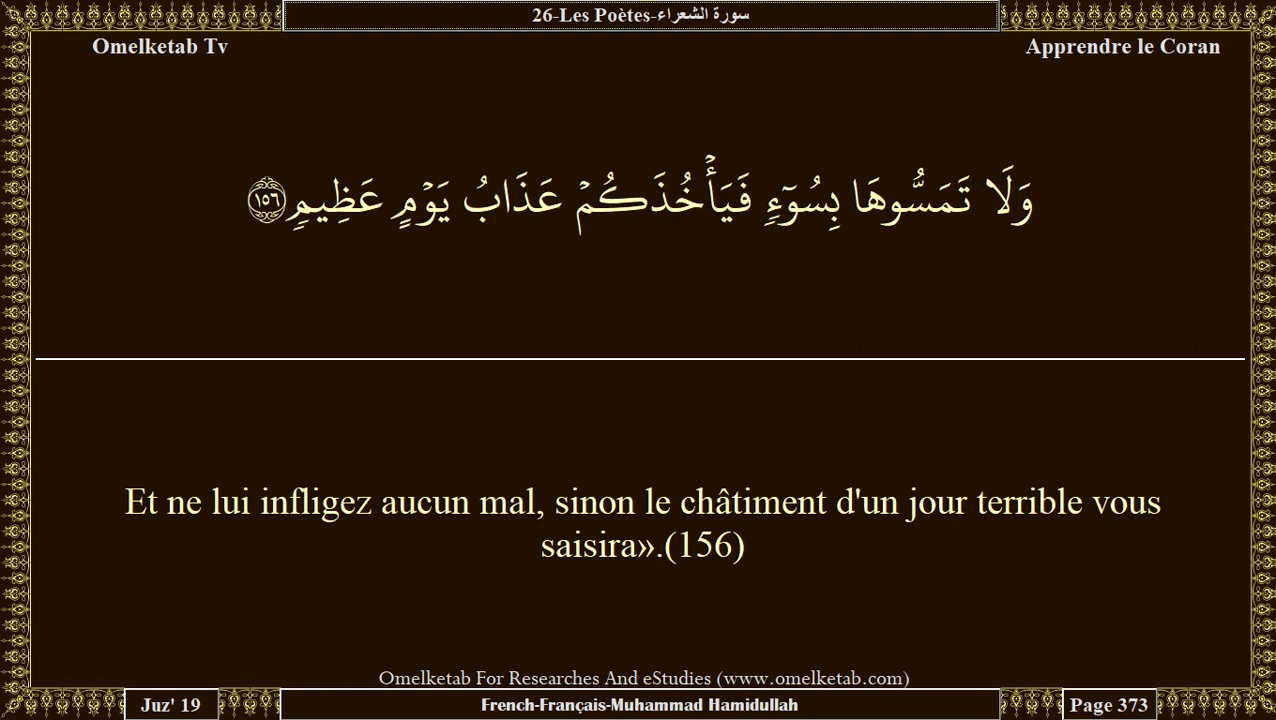 26-Les Poètes-سورة الشعراء
Omelketab Tv
Apprendre le Coran
وَلَا تَمَسُّوهَا بِسُوٓءٖ فَيَأۡخُذَكُمۡ عَذَابُ يَوۡمٍ عَظِيمٖ ١٥٦
Et ne lui infligez aucun mal, sinon le châtiment d'un jour terrible vous
saisira».(156)
Omelketab For Researches And eStudies (www.omelketab.com)
Juz' 19
French-Français-Muhammad Hamidullah
Page 373